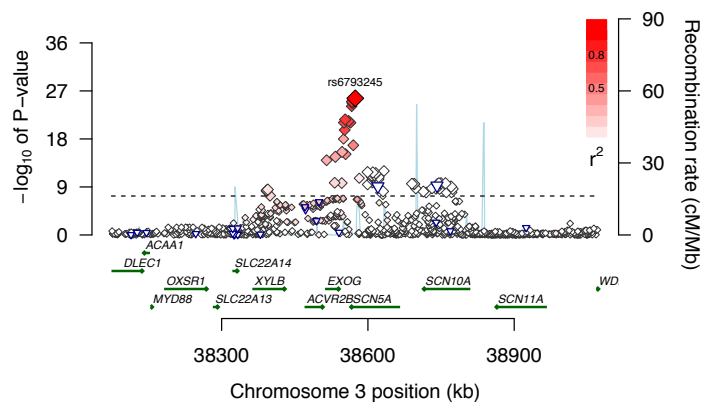 36
27
18
9
0
−log10 of P−value
rs6793245
90
60
30
0
Recombination rate (cM/Mb)
0.8
0.5
r2
ACAA1
DLEC1
SLC22A14
OXSR1
XYLB
EXOG
SCN10A
WD
MYD88
SLC22A13
ACVR2B
SCN5A
SCN11A
38300
38600
38900
Chromosome 3 position (kb)